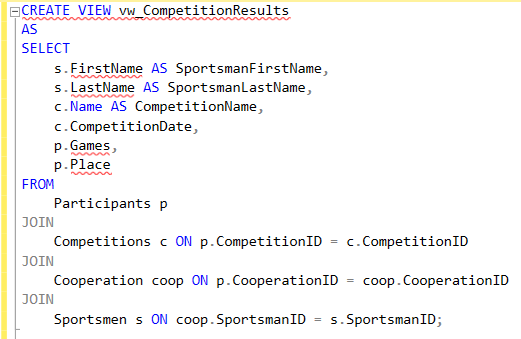 CREATE VIEW vw_CompetitionResults
AS
SELECT
    s.FirstName AS SportsmanFirstName,
    s.LastName AS SportsmanLastName,
    c.Name AS CompetitionName,
    c.CompetitionDate,
    p.Games,
    p.Place
FROM
    Participants p
JOIN
    Competitions c ON p.CompetitionID = c.CompetitionID
JOIN
    Cooperation coop ON p.CooperationID = coop.CooperationID
JOIN
    Sportsmen s ON coop.SportsmanID = s.SportsmanID;